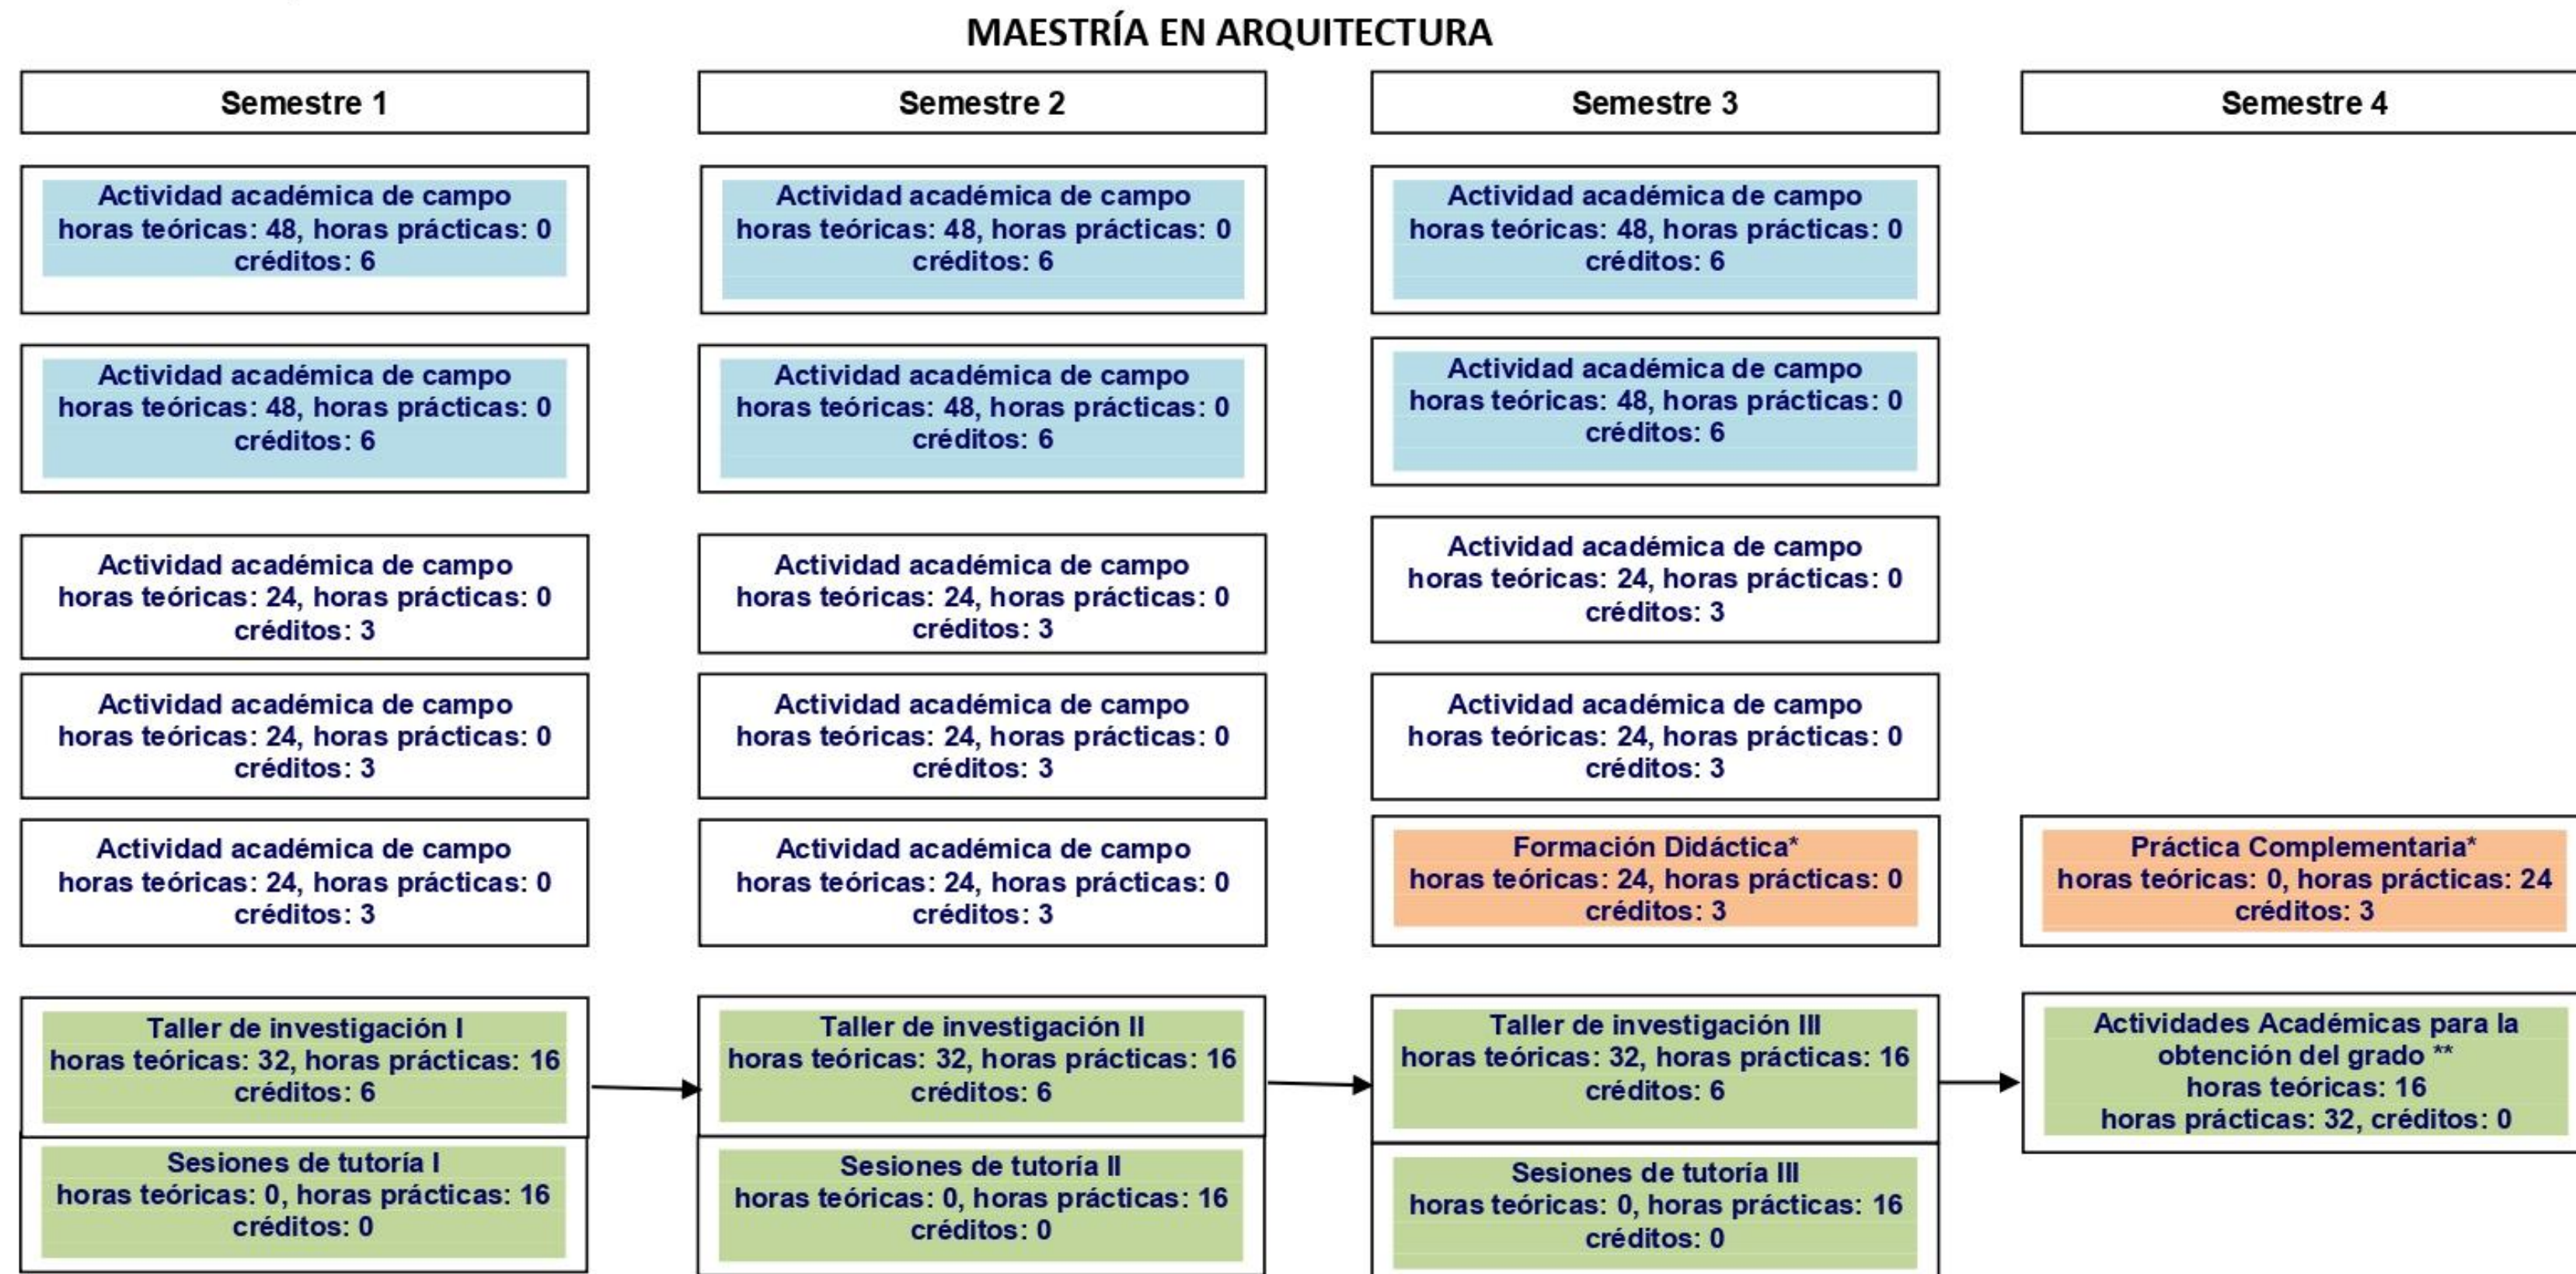 MAESTRÍA EN ARQUITECTURA
Semestre 1
Semestre 2
Semestre 3
Semestre 4
Actividad académica de campo
horas teóricas: 48, horas prácticas: 0
créditos: 6
Actividad académica de campo
horas teóricas: 48, horas prácticas: 0
créditos: 6
Actividad académica de campo
horas teóricas: 48, horas prácticas: 0
créditos: 6
Actividad académica de campo
horas teóricas: 48, horas prácticas: 0
créditos: 6
Actividad académica de campo
horas teóricas: 48, horas prácticas: 0
créditos: 6
Actividad académica de campo
horas teóricas: 48, horas prácticas: 0
créditos: 6
Actividad académica de campo
horas teóricas: 24, horas prácticas: 0
créditos: 3
Actividad académica de campo
horas teóricas: 24, horas prácticas: 0
créditos: 3
Actividad académica de campo
horas teóricas: 24, horas prácticas: 0
créditos: 3
Actividad académica de campo
horas teóricas: 24, horas prácticas: 0
créditos: 3
Actividad académica de campo
horas teóricas: 24, horas prácticas: 0
créditos: 3
Actividad académica de campo
horas teóricas: 24, horas prácticas: 0
créditos: 3
Actividad académica de campo
horas teóricas: 24, horas prácticas: 0
créditos: 3
Actividad académica de campo
horas teóricas: 24, horas prácticas: 0
créditos: 3
Formación Didáctica*
horas teóricas: 24, horas prácticas: 0
créditos: 3
Práctica Complementaria*
horas teóricas: 0, horas prácticas: 24
créditos: 3
Taller de investigación I
horas teóricas: 32, horas prácticas: 16
créditos: 6
Taller de investigación II
horas teóricas: 32, horas prácticas: 16
créditos: 6
Taller de investigación III
horas teóricas: 32, horas prácticas: 16
créditos: 6
Actividades Académicas para la
obtención del grado **
horas teóricas: 16
horas prácticas: 32, créditos: 0
Sesiones de tutoría I
horas teóricas: 0, horas prácticas: 16
créditos: 0
Sesiones de tutoría II
horas teóricas: 0, horas prácticas: 16
créditos: 0
Sesiones de tutoría III
horas teóricas: 0, horas prácticas: 16
créditos: 0